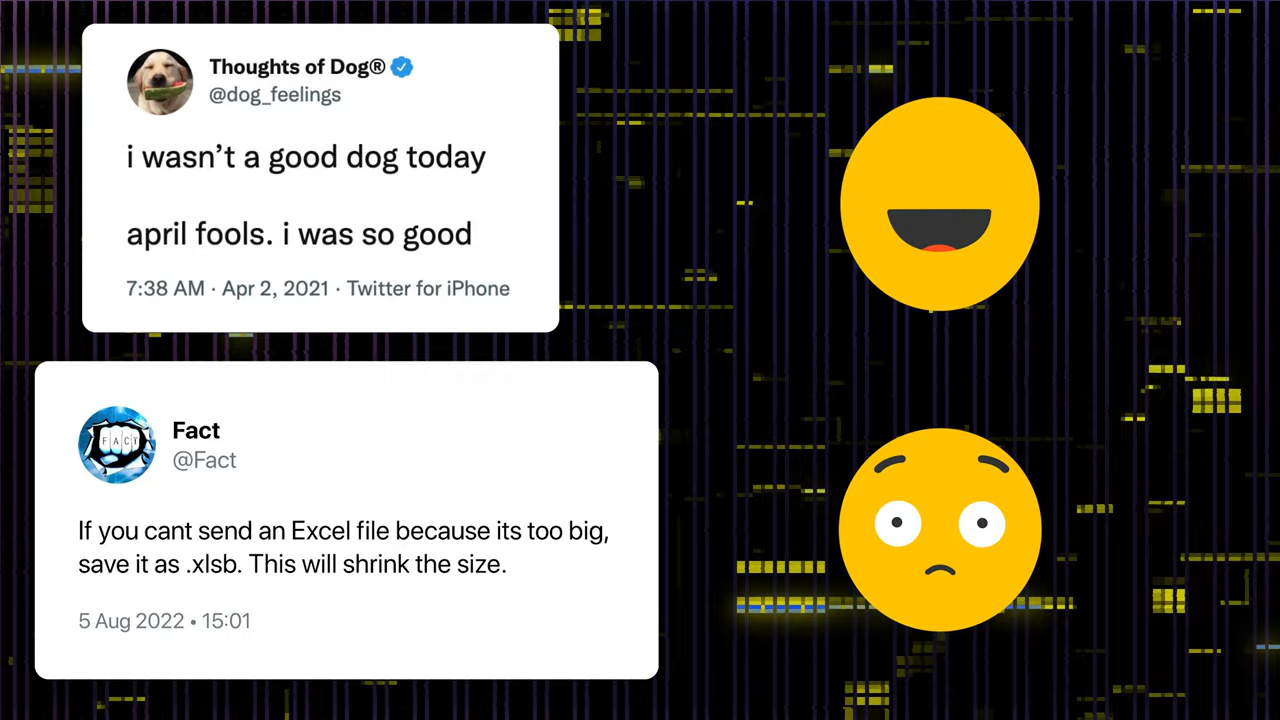 Thoughts of Dog®
@dog_feelings
i wasn’t a good dog today
april fools. i was so good
7:38 AM · Apr 2, 2021 · Twitter for iPhone
FACT
Fact
@Fact
If you cant send an Excel file because its too big,
save it as .xlsb. This will shrink the size.
5 Aug 2022 • 15:01